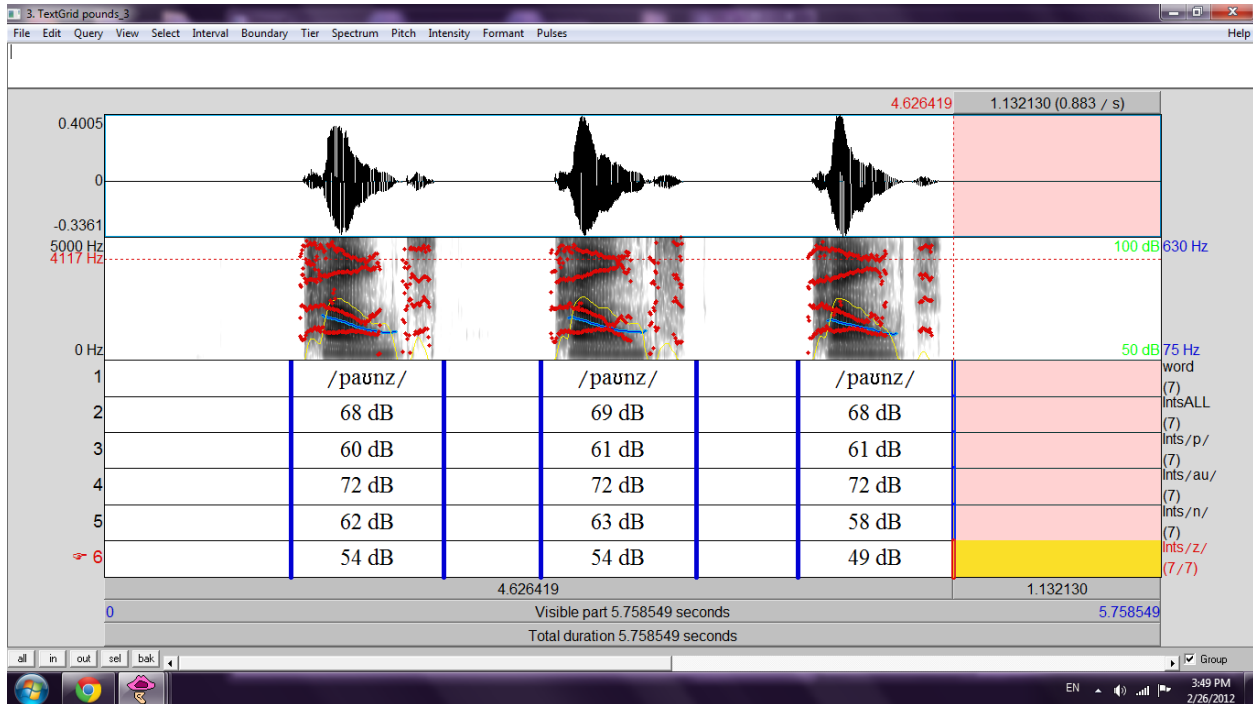 3. TextGrid pounds_3
File Edit Query View Select Interval Boundary Tier Spectrum Pitch Intensity Formant Pulses Help
4.626419 1.132130 (0.883 / s)
0.4005
0
-0.3361
5000 Hz 100 dB 630 Hz
4117 Hz
0 Hz 50 dB 75 Hz
1 /paʊnz/ /paʊnz/ /paʊnz/ word (7)
2 68 dB 69 dB 68 dB IntsALL (7)
3 60 dB 61 dB 61 dB Ints/p/ (7)
4 72 dB 72 dB 72 dB Ints/au/ (7)
5 62 dB 63 dB 58 dB Ints/n/ (7)
6 54 dB 54 dB 49 dB Ints/z/ (7/7)
4.626419 1.132130
0 Visible part 5.758549 seconds 5.758549
Total duration 5.758549 seconds
all in out sel bak Group
EN 3:49 PM
2/26/2012